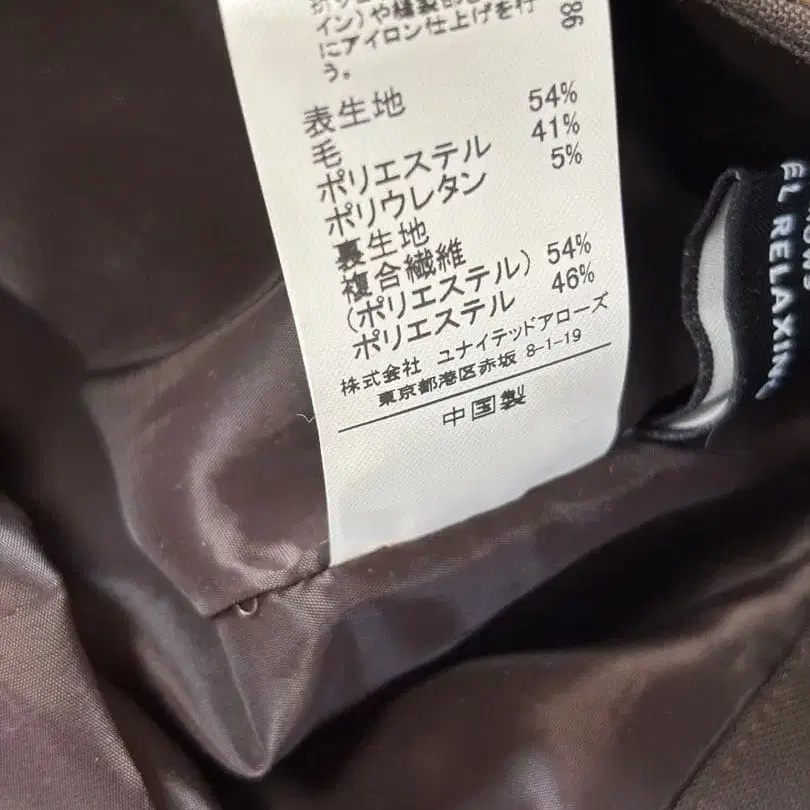 イン)や縫製部
にアイロン仕上げを行
う。
986
表生地
毛 54%
ポリエステル 41%
ポリウレタン 5%
裏生地
複合繊維
(ポリエステル) 54%
ポリエステル 46%
株式会社 ユナイテッドアローズ
東京都港区赤坂 8-1-19
中国製
EL RELAXIN